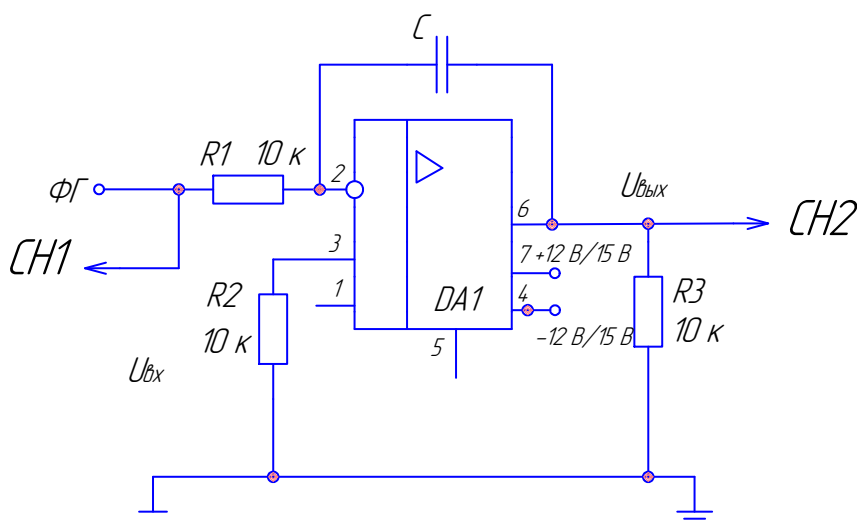 C
R1 10 к
2
ФГ
Uвых
6
CH2
CH1
3
7 +12 В/15 В
R2
1
DA1
4
R3
10 к
5
-12 В/15 В
10 к
Uвх